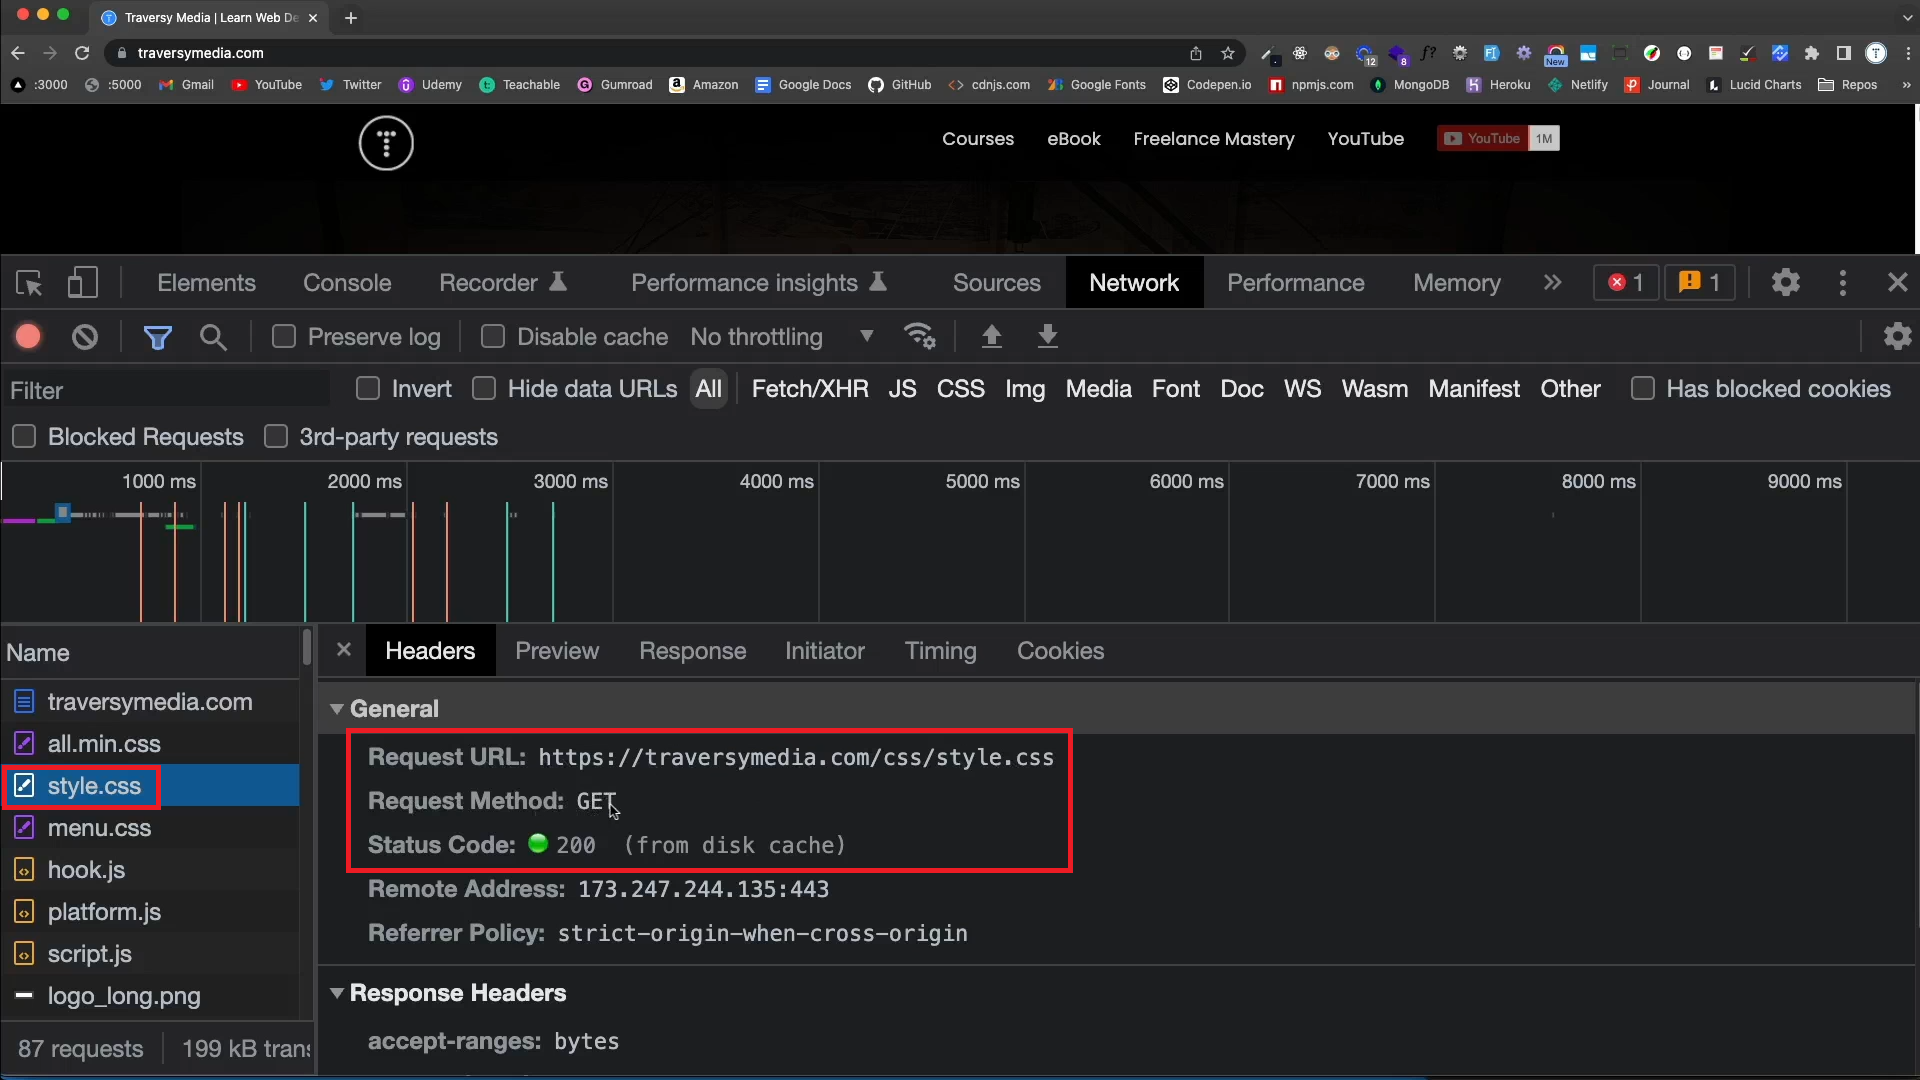 Traversy Media | Learn Web De
traversymedia.com
12
8
f?
New
:3000 :5000 Gmail YouTube Twitter Udemy Teachable Gumroad Amazon Google Docs GitHub cdnjs.com Google Fonts Codepen.io npmjs.com MongoDB Heroku Netlify Journal Lucid Charts Repos »
Courses eBook Freelance Mastery YouTube YouTube 1M
Elements Console Recorder Performance insights Sources Network Performance Memory 1 1
Preserve log Disable cache No throttling
Filter Invert Hide data URLs All Fetch/XHR JS CSS Img Media Font Doc WS Wasm Manifest Other Has blocked cookies
Blocked Requests 3rd-party requests
1000 ms 2000 ms 3000 ms 4000 ms 5000 ms 6000 ms 7000 ms 8000 ms 9000 ms
Name
traversymedia.com
all.min.css
style.css
menu.css
hook.js
platform.js
script.js
logo_long.png
87 requests 199 kB trans
Headers Preview Response Initiator Timing Cookies
General
Request URL: https://traversymedia.com/css/style.css
Request Method: GET
Status Code: 200 (from disk cache)
Remote Address: 173.247.244.135:443
Referrer Policy: strict-origin-when-cross-origin
Response Headers
accept-ranges: bytes